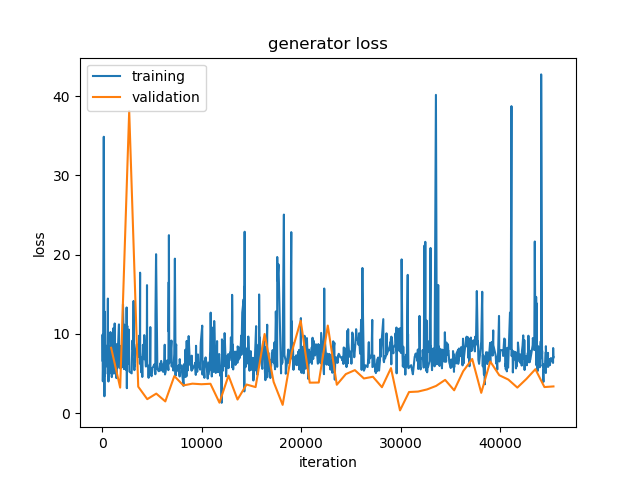 generator loss
training
validation
40
30
20
10
0
loss
0 10000 20000 30000 40000
iteration